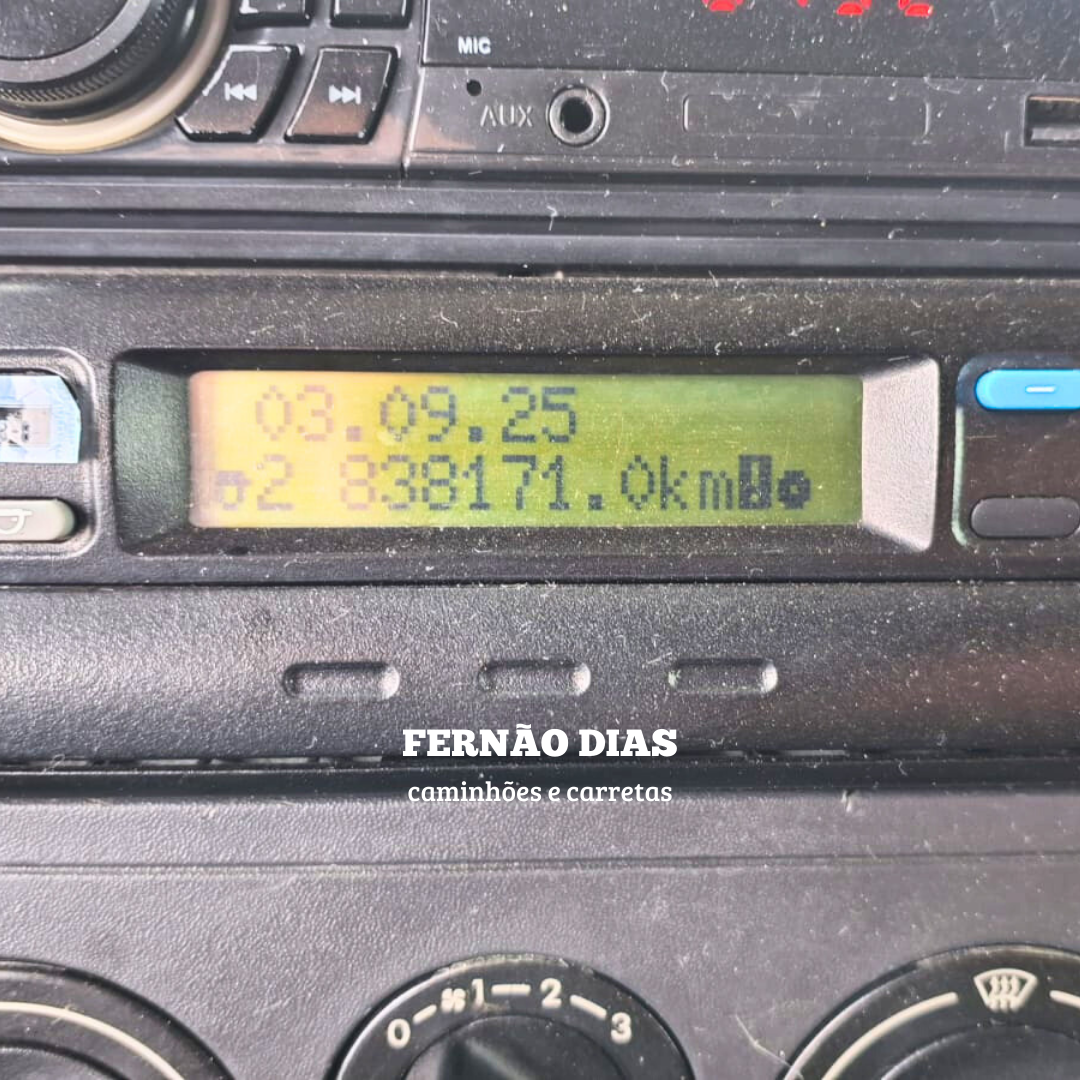 MIC
AUX
03.09.25
2 838171.0km
FERNÃO DIAS
caminhões e carretas
0 1 2 3